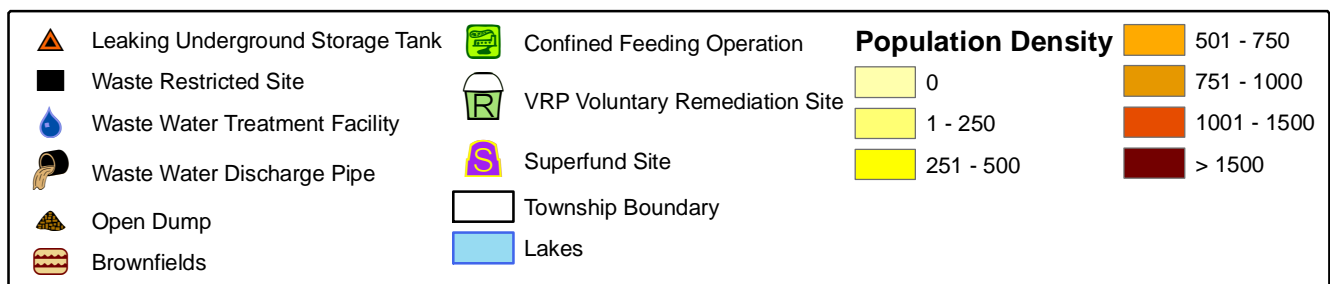 Leaking Underground Storage Tank
Waste Restricted Site
Waste Water Treatment Facility
Waste Water Discharge Pipe
Open Dump
Brownfields
Confined Feeding Operation
R
VRP Voluntary Remediation Site
S
Superfund Site
Township Boundary
Lakes
Population Density
0
1 - 250
251 - 500
501 - 750
751 - 1000
1001 - 1500
> 1500